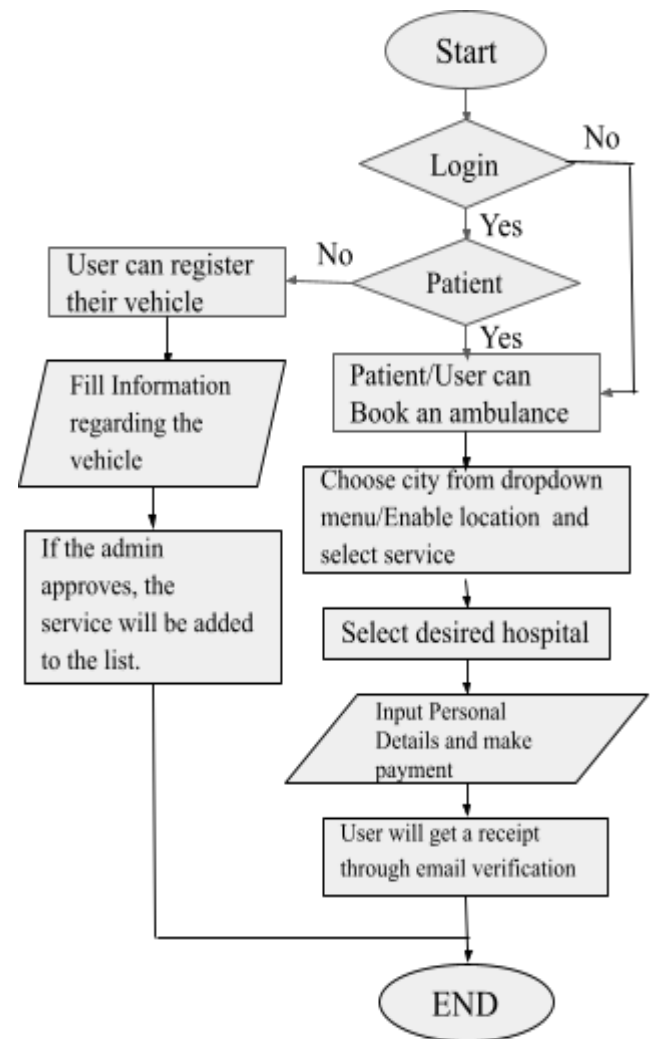 Start
Login
No
Yes
Patient
No
Yes
User can register
their vehicle
Fill Information
regarding the
vehicle
If the admin
approves, the
service will be added
to the list.
Patient/User can
Book an ambulance
Choose city from dropdown
menu/Enable location and
select service
Select desired hospital
Input Personal
Details and make
payment
User will get a receipt
through email verification
END